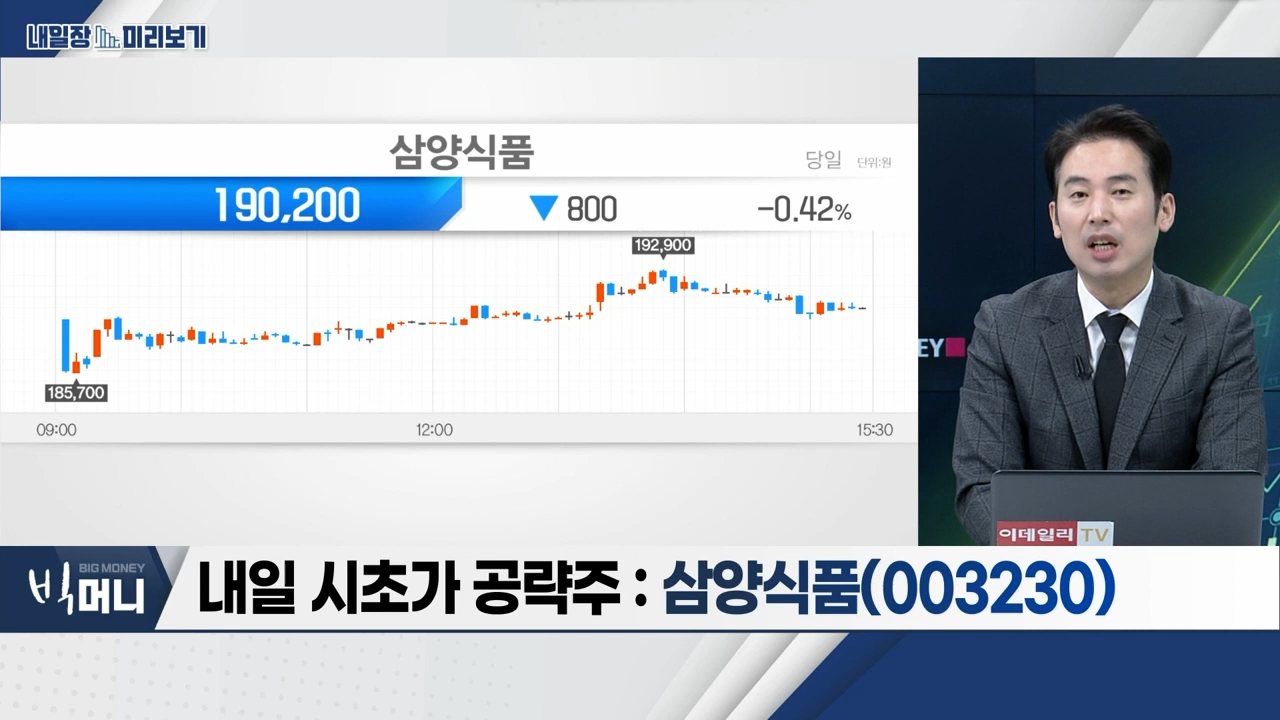 내일장 미리보기
삼양식품
당일 단위:원
190,200 ▼ 800 -0.42%
192,900
185,700
09:00 12:00 15:30
EY
이데일리 TV
BIG MONEY
빅머니
내일 시초가 공략주 : 삼양식품(003230)